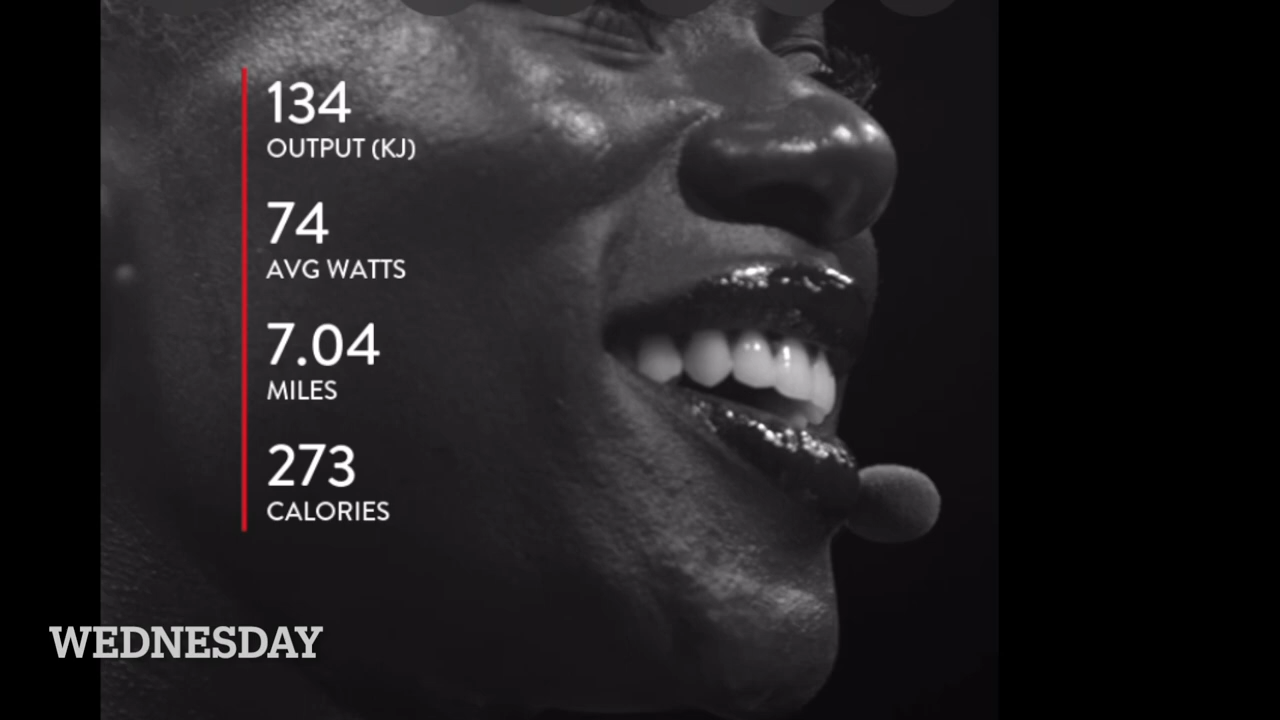 134
OUTPUT (KJ)
74
AVG WATTS
7.04
MILES
273
CALORIES
WEDNESDAY